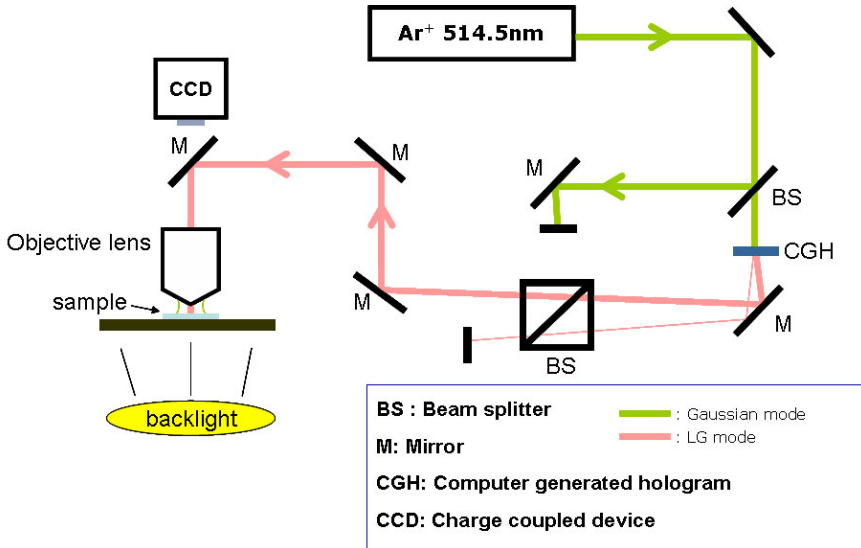 Ar⁺ 514.5nm
CCD
M
M
M
BS
Objective lens
CGH
sample
M
M
BS
backlight
BS : Beam splitter
: Gaussian mode
: LG mode
M: Mirror
CGH: Computer generated hologram
CCD: Charge coupled device